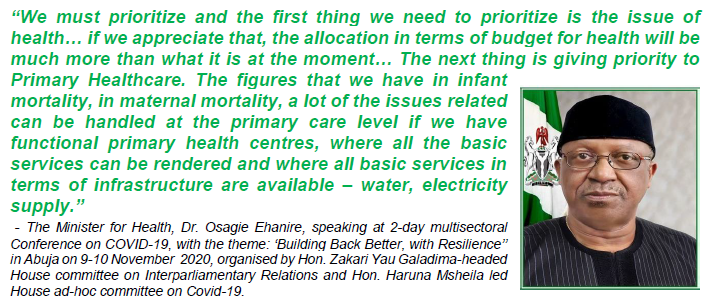 “We must prioritize and the first thing we need to prioritize is the issue of
health… if we appreciate that, the allocation in terms of budget for health will be
much more than what it is at the moment… The next thing is giving priority to
Primary Healthcare. The figures that we have in infant
mortality, in maternal mortality, a lot of the issues related
can be handled at the primary care level if we have
functional primary health centres, where all the basic
services can be rendered and where all basic services in
terms of infrastructure are available – water, electricity
supply.”
- The Minister for Health, Dr. Osagie Ehanire, speaking at 2-day multisectoral
Conference on COVID-19, with the theme: ‘Building Back Better, with Resilience”
in Abuja on 9-10 November 2020, organised by Hon. Zakari Yau Galadima-headed
House committee on Interparliamentary Relations and Hon. Haruna Msheila led
House ad-hoc committee on Covid-19.